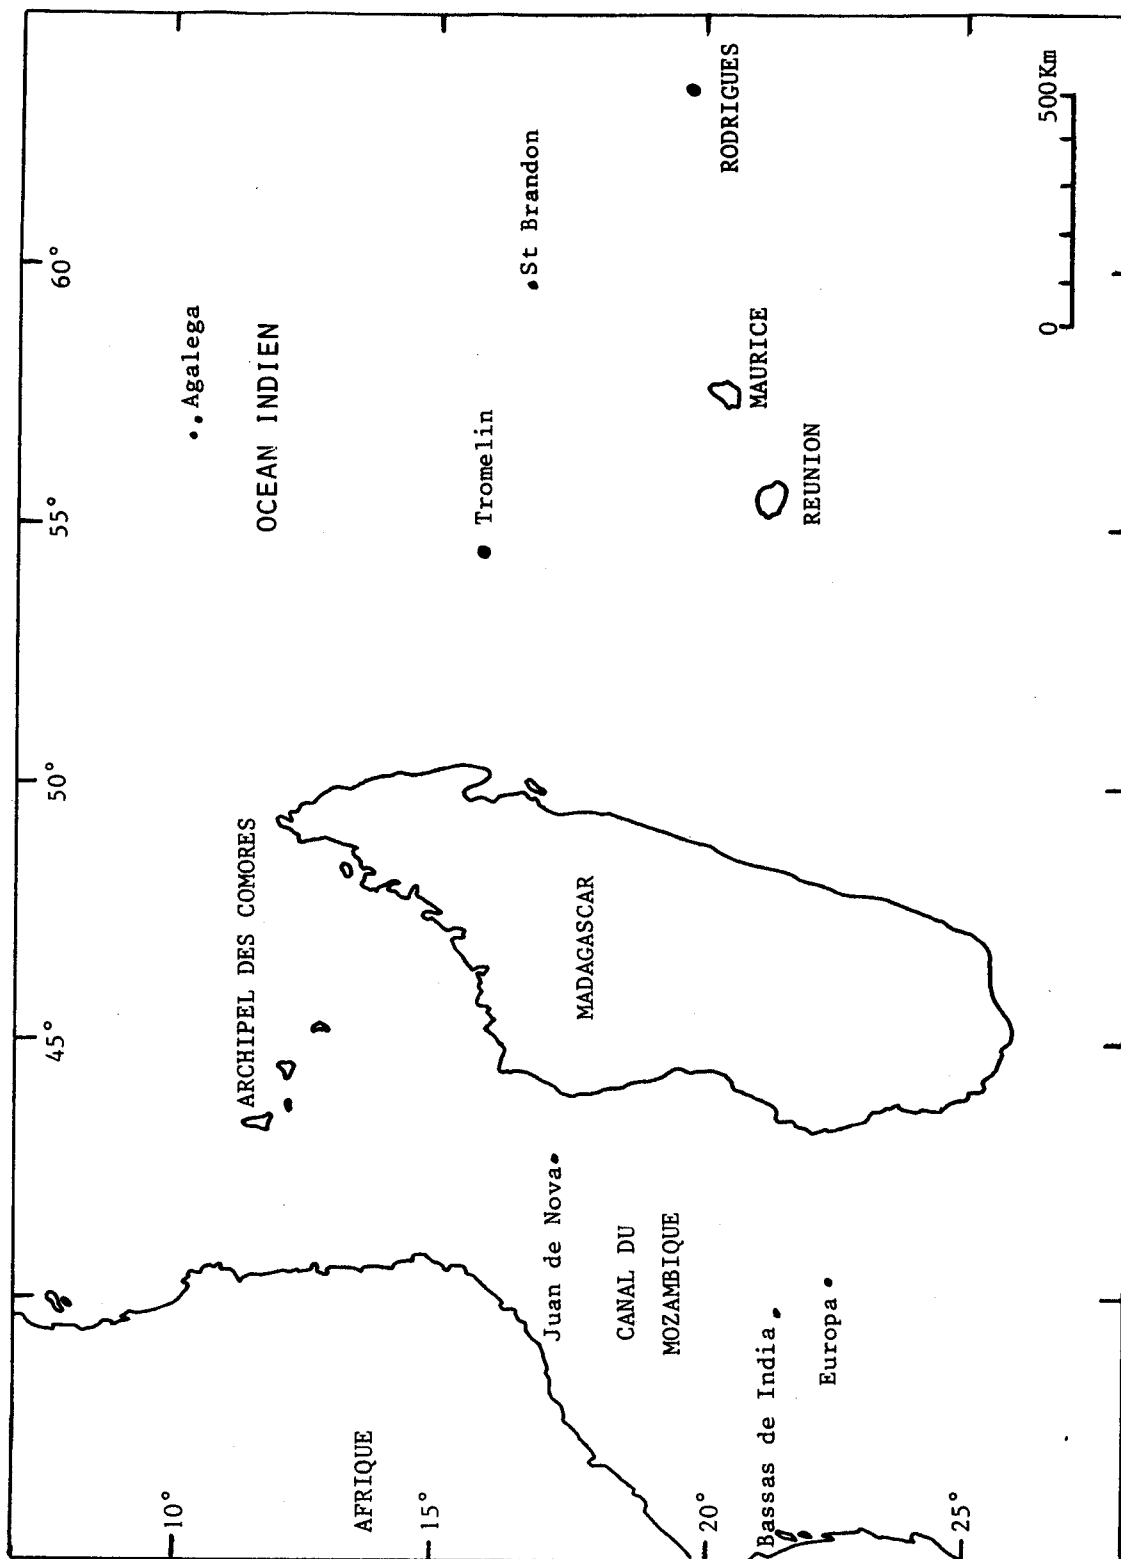 45°
50°
55°
60°
10°
15°
20°
25°
AFRIQUE
ARCHIPEL DES COMORES
OCEAN INDIEN
Agalega
Tromelin
St Brandon
MADAGASCAR
Juan de Nova
CANAL DU
MOZAMBIQUE
Bassas de India
Europa
REUNION
MAURICE
RODRIGUES
0
500Km